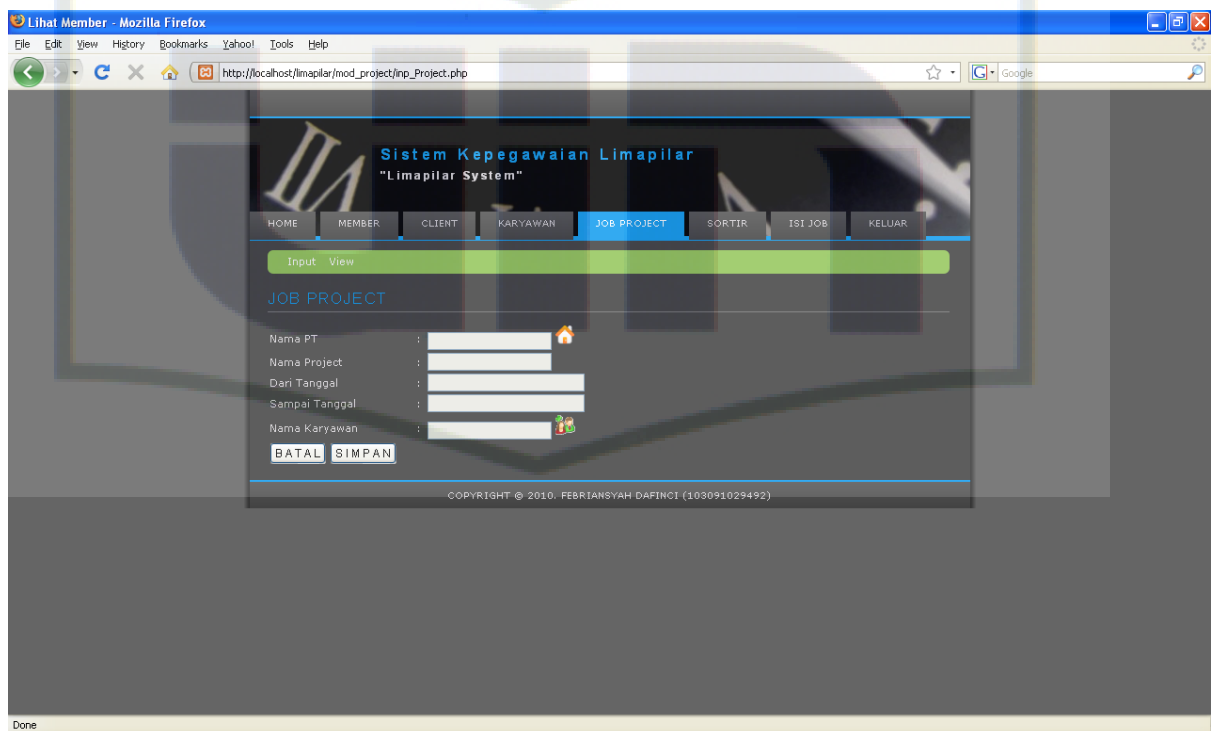 Lihat Member - Mozilla Firefox
File Edit View History Bookmarks Yahoo! Tools Help
http://localhost/limapilar/mod_project/inp_Project.php Google
Sistem Kepegawaian Limapilar
"Limapilar System"
HOME MEMBER CLIENT KARYAWAN JOB PROJECT SORTIR ISI JOB KELUAR
Input View
JOB PROJECT
Nama PT :
Nama Project :
Dari Tanggal :
Sampai Tanggal :
Nama Karyawan :
BATAL SIMPAN
COPYRIGHT © 2010. FEBRIANSYAH DAFINCI (103091029492)
Done